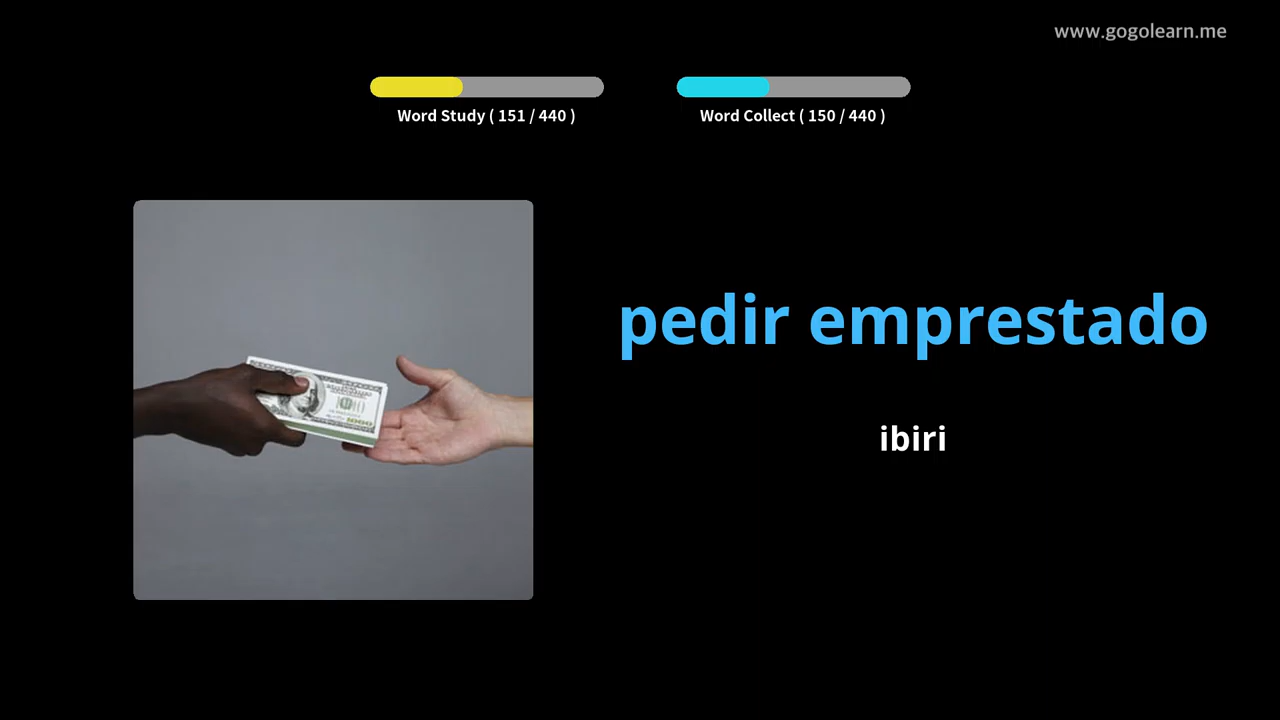 www.gogolearn.me
Word Study ( 151 / 440 )
Word Collect ( 150 / 440 )
pedir emprestado
ibiri